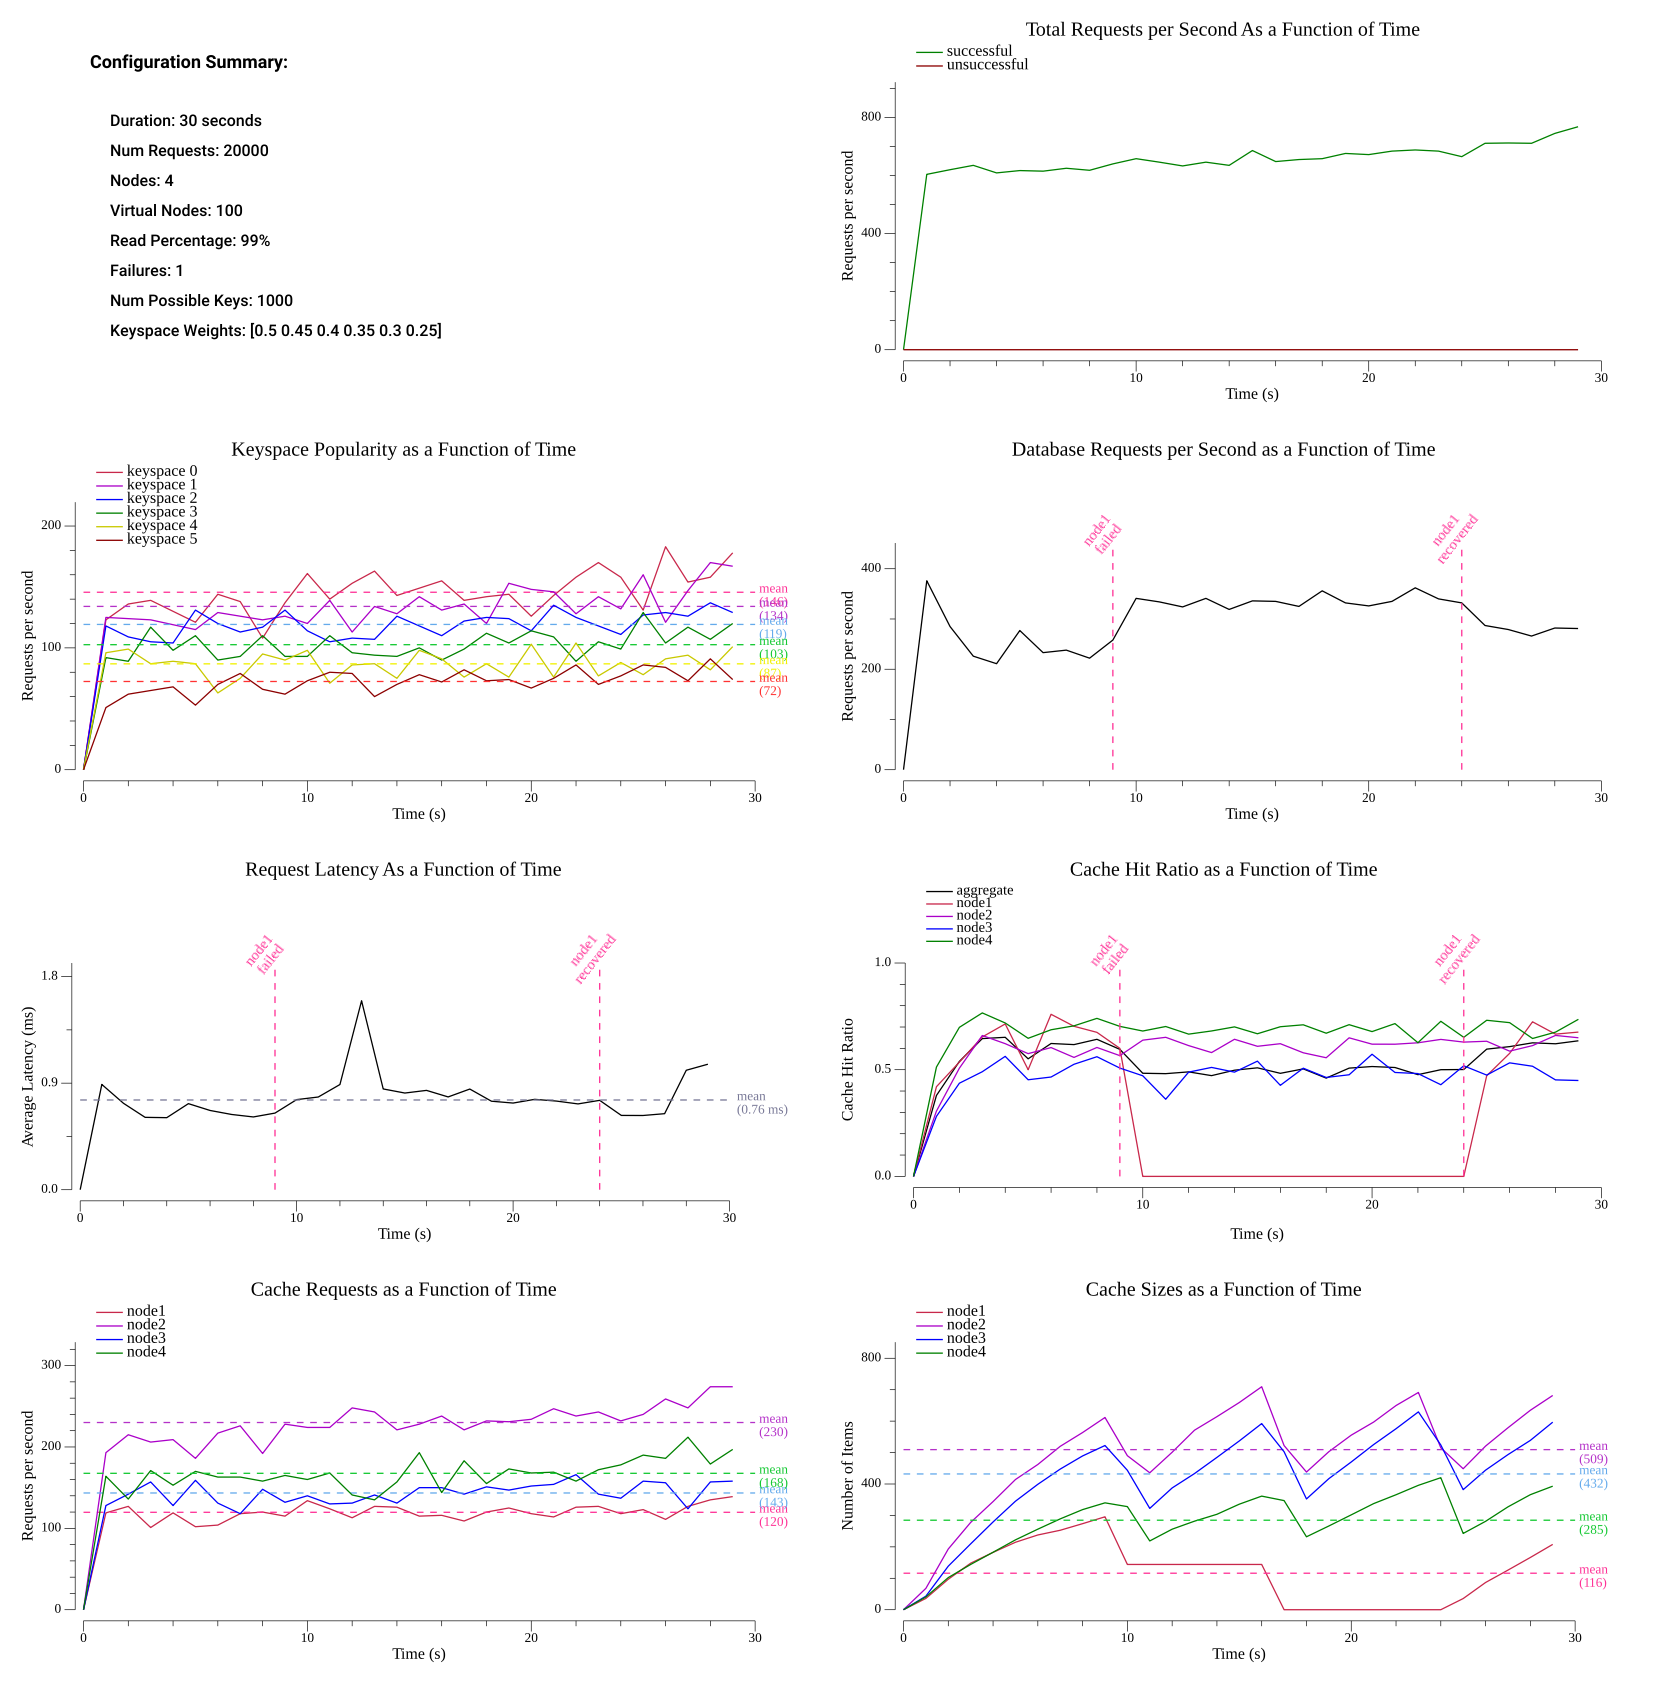 Configuration Summary:
Duration: 30 seconds
Num Requests: 20000
Nodes: 4
Virtual Nodes: 100
Read Percentage: 99%
Failures: 1
Num Possible Keys: 1000
Keyspace Weights: [0.5 0.45 0.4 0.35 0.3 0.25]
Total Requests per Second As a Function of Time
successful
unsuccessful
Requests per second
800
400
0
0 10 20 30
Time (s)
Keyspace Popularity as a Function of Time
keyspace 0
keyspace 1
keyspace 2
keyspace 3
keyspace 4
keyspace 5
Requests per second
200
100
0
mean
(146)
mean
(134)
mean
(119)
mean
(103)
mean
(87)
mean
(72)
0 10 20 30
Time (s)
Database Requests per Second as a Function of Time
node1
failed
node1
recovered
Requests per second
400
200
0
0 10 20 30
Time (s)
Request Latency As a Function of Time
node1
failed
node1
recovered
Average Latency (ms)
1.8
0.9
0.0
mean
(0.76 ms)
0 10 20 30
Time (s)
Cache Hit Ratio as a Function of Time
aggregate
node1
node2
node3
node4
node1
failed
node1
recovered
Cache Hit Ratio
1.0
0.5
0.0
0 10 20 30
Time (s)
Cache Requests as a Function of Time
node1
node2
node3
node4
Requests per second
300
200
100
0
mean
(230)
mean
(168)
mean
(143)
mean
(120)
0 10 20 30
Time (s)
Cache Sizes as a Function of Time
node1
node2
node3
node4
Number of Items
800
400
0
mean
(509)
mean
(432)
mean
(285)
mean
(116)
0 10 20 30
Time (s)